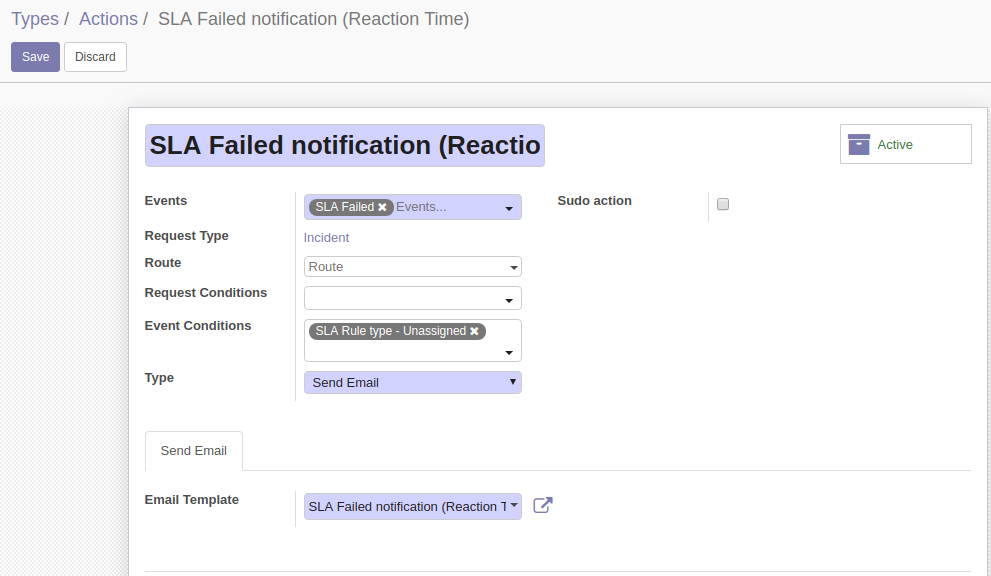 Types / Actions / SLA Failed notification (Reaction Time)
Save Discard
SLA Failed notification (Reactio
Active
Events SLA Failed ✖ Events... Sudo action
Request Type Incident
Route Route
Request Conditions
Event Conditions SLA Rule type - Unassigned ✖
Type Send Email
Send Email
Email Template SLA Failed notification (Reaction T